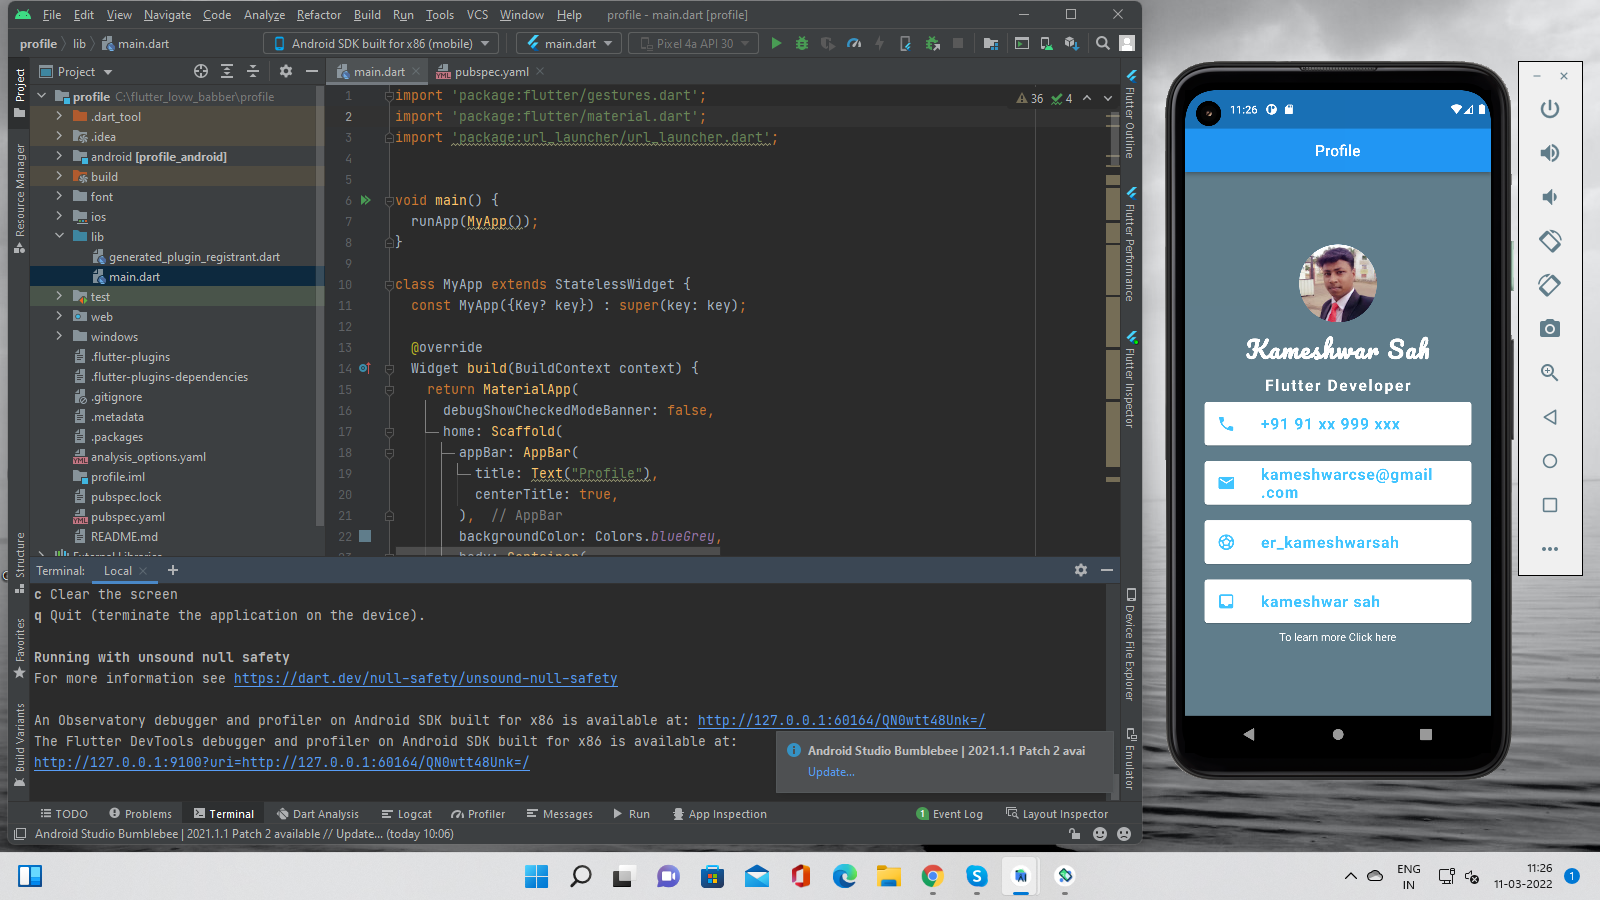 File Edit View Navigate Code Analyze Refactor Build Run Tools VCS Window Help profile - main.dart [profile]
profile lib main.dart Android SDK built for x86 (mobile) main.dart Pixel 4a API 30
Project main.dart pubspec.yaml
profile C:\flutter_lovw_babber\profile
.dart_tool
.idea
android [profile_android]
build
font
ios
lib
generated_plugin_registrant.dart
main.dart
test
web
windows
.flutter-plugins
.flutter-plugins-dependencies
.gitignore
.metadata
.packages
analysis_options.yaml
profile.iml
pubspec.lock
pubspec.yaml
README.md
External Libraries
Project
Resource Manager
Structure
Favorites
Build Variants
36 4
1 import 'package:flutter/gestures.dart';
2 import 'package:flutter/material.dart';
3 import 'package:url_launcher/url_launcher.dart';
4
5
6 void main() {
7 runApp(MyApp());
8 }
9
10 class MyApp extends StatelessWidget {
11 const MyApp({Key? key}) : super(key: key);
12
13 @override
14 Widget build(BuildContext context) {
15 return MaterialApp(
16 debugShowCheckedModeBanner: false,
17 home: Scaffold(
18 appBar: AppBar(
19 title: Text("Profile"),
20 centerTitle: true,
21 ), // AppBar
22 backgroundColor: Colors.blueGrey,
23 body: Container(
Flutter Outline
Flutter Performance
Flutter Inspector
Device File Explorer
Emulator
Terminal: Local +
c Clear the screen
q Quit (terminate the application on the device).
Running with unsound null safety
For more information see https://dart.dev/null-safety/unsound-null-safety
An Observatory debugger and profiler on Android SDK built for x86 is available at: http://127.0.0.1:60164/QN0wtt48Unk=/
The Flutter DevTools debugger and profiler on Android SDK built for x86 is available at:
http://127.0.0.1:9100?uri=http://127.0.0.1:60164/QN0wtt48Unk=/
Android Studio Bumblebee | 2021.1.1 Patch 2 avai
Update...
TODO Problems Terminal Dart Analysis Logcat Profiler Messages Run App Inspection 1 Event Log Layout Inspector
Android Studio Bumblebee | 2021.1.1 Patch 2 available // Update... (today 10:06)
11:26
Profile
Kameshwar Sah
Flutter Developer
+91 91 xx 999 xxx
kameshwarcse@gmail
.com
er_kameshwarsah
kameshwar sah
To learn more Click here
ENG
IN
11:26
11-03-2022
1